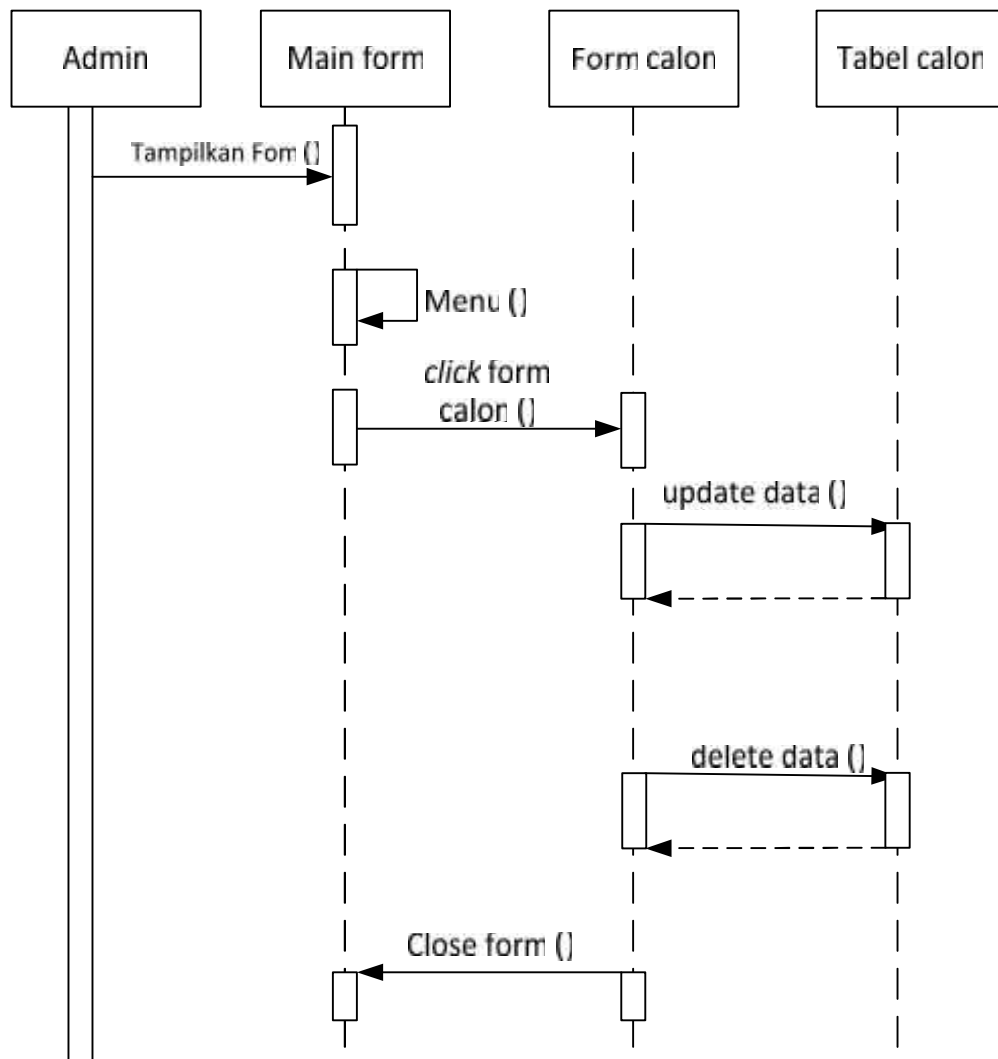 Admin
Main form
Form calon
Tabel calon
Tampilkan Fom ()
Menu ()
click form
calon ()
update data ()
delete data ()
Close form ()